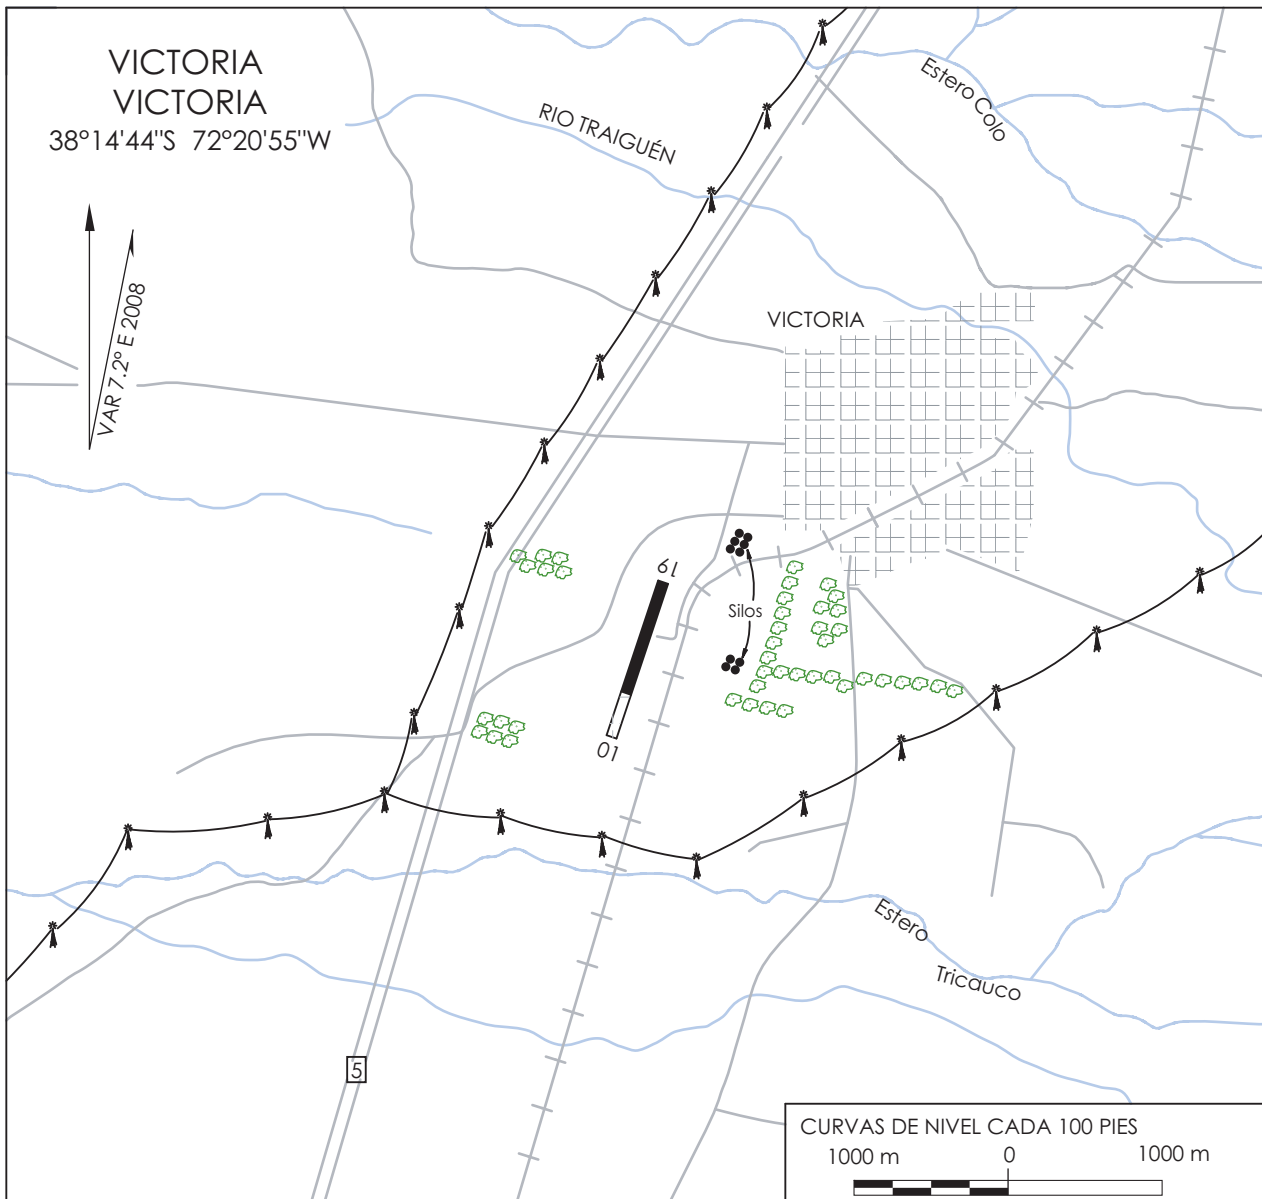 VICTORIA
VICTORIA
38°14'44"S 72°20'55"W
RIO TRAIGUÉN
Estero Colo
VAR 7.2° E 2008
VICTORIA
19
Silos
01
Estero
Tricauco
5
CURVAS DE NIVEL CADA 100 PIES
1000 m 0 1000 m